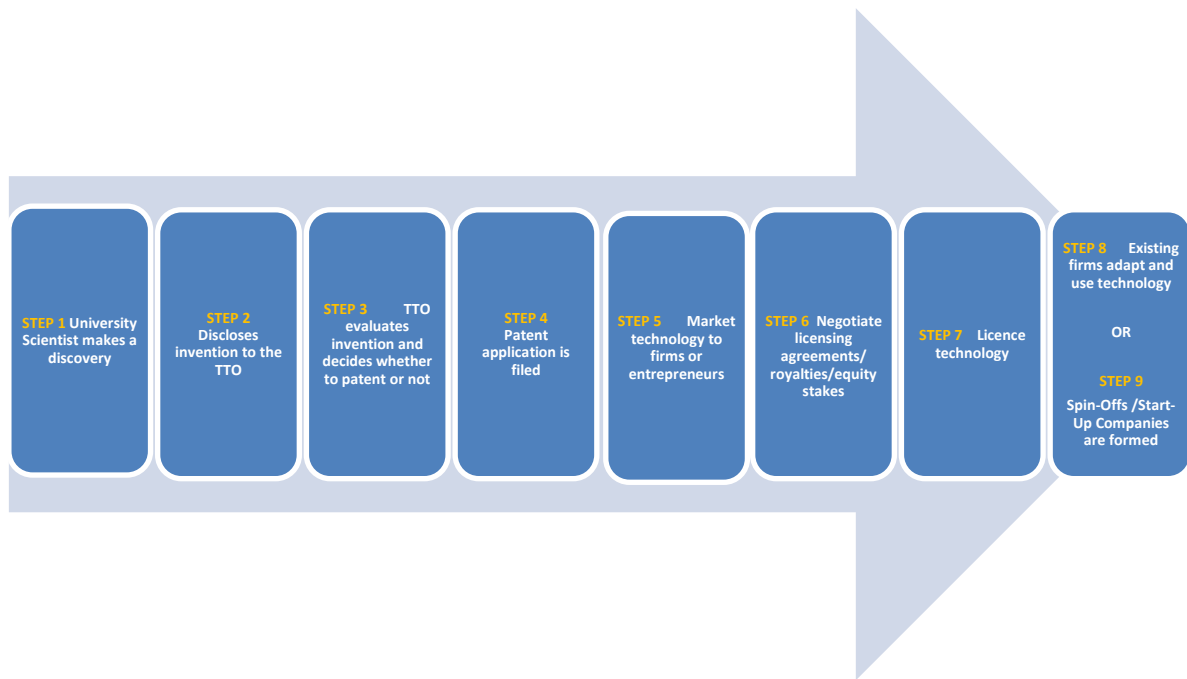 STEP 1 University
Scientist makes a
discovery
STEP 2
Discloses
invention to the
TTO
STEP 3 TTO
evaluates
invention and
decides whether
to patent or not
STEP 4
Patent
application is
filed
STEP 5 Market
technology to
firms or
entrepreneurs
STEP 6 Negotiate
licensing
agreements/
royalties/equity
stakes
STEP 7 Licence
technology
STEP 8 Existing
firms adapt and
use technology
OR
STEP 9
Spin-Offs /Start-
Up Companies
are formed